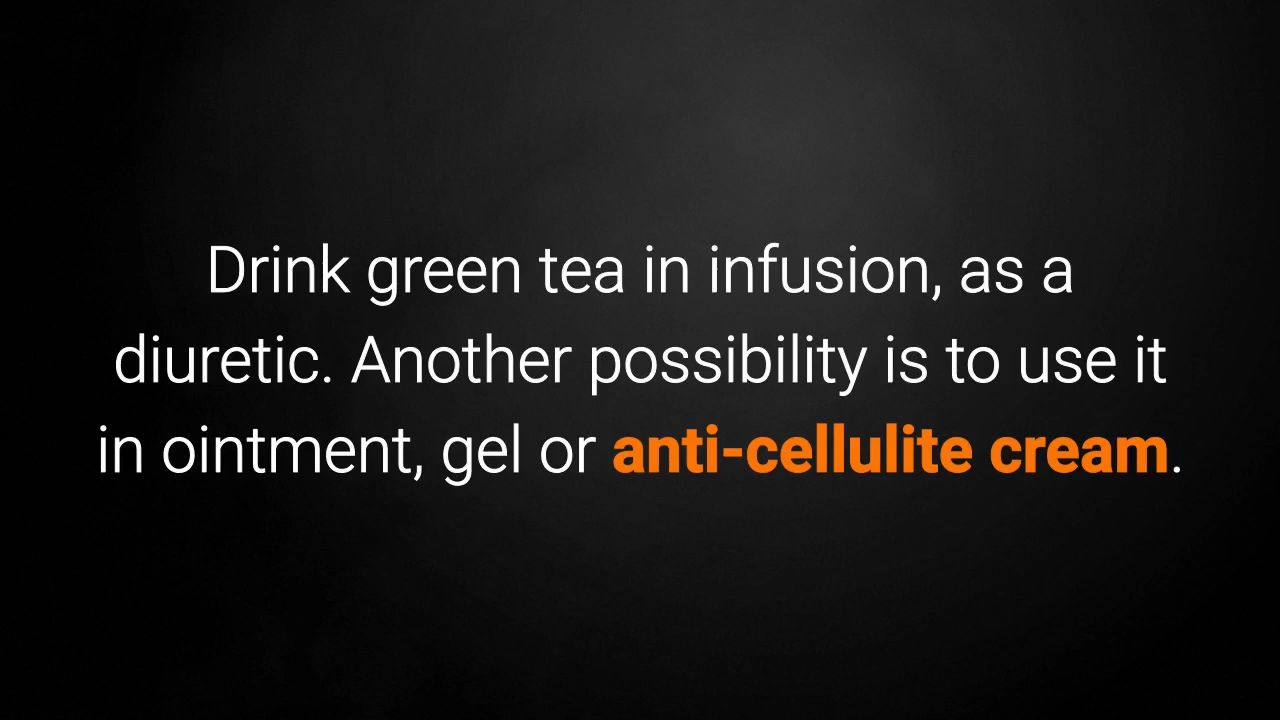 Drink green tea in infusion, as a
diuretic. Another possibility is to use it
in ointment, gel or anti-cellulite cream.